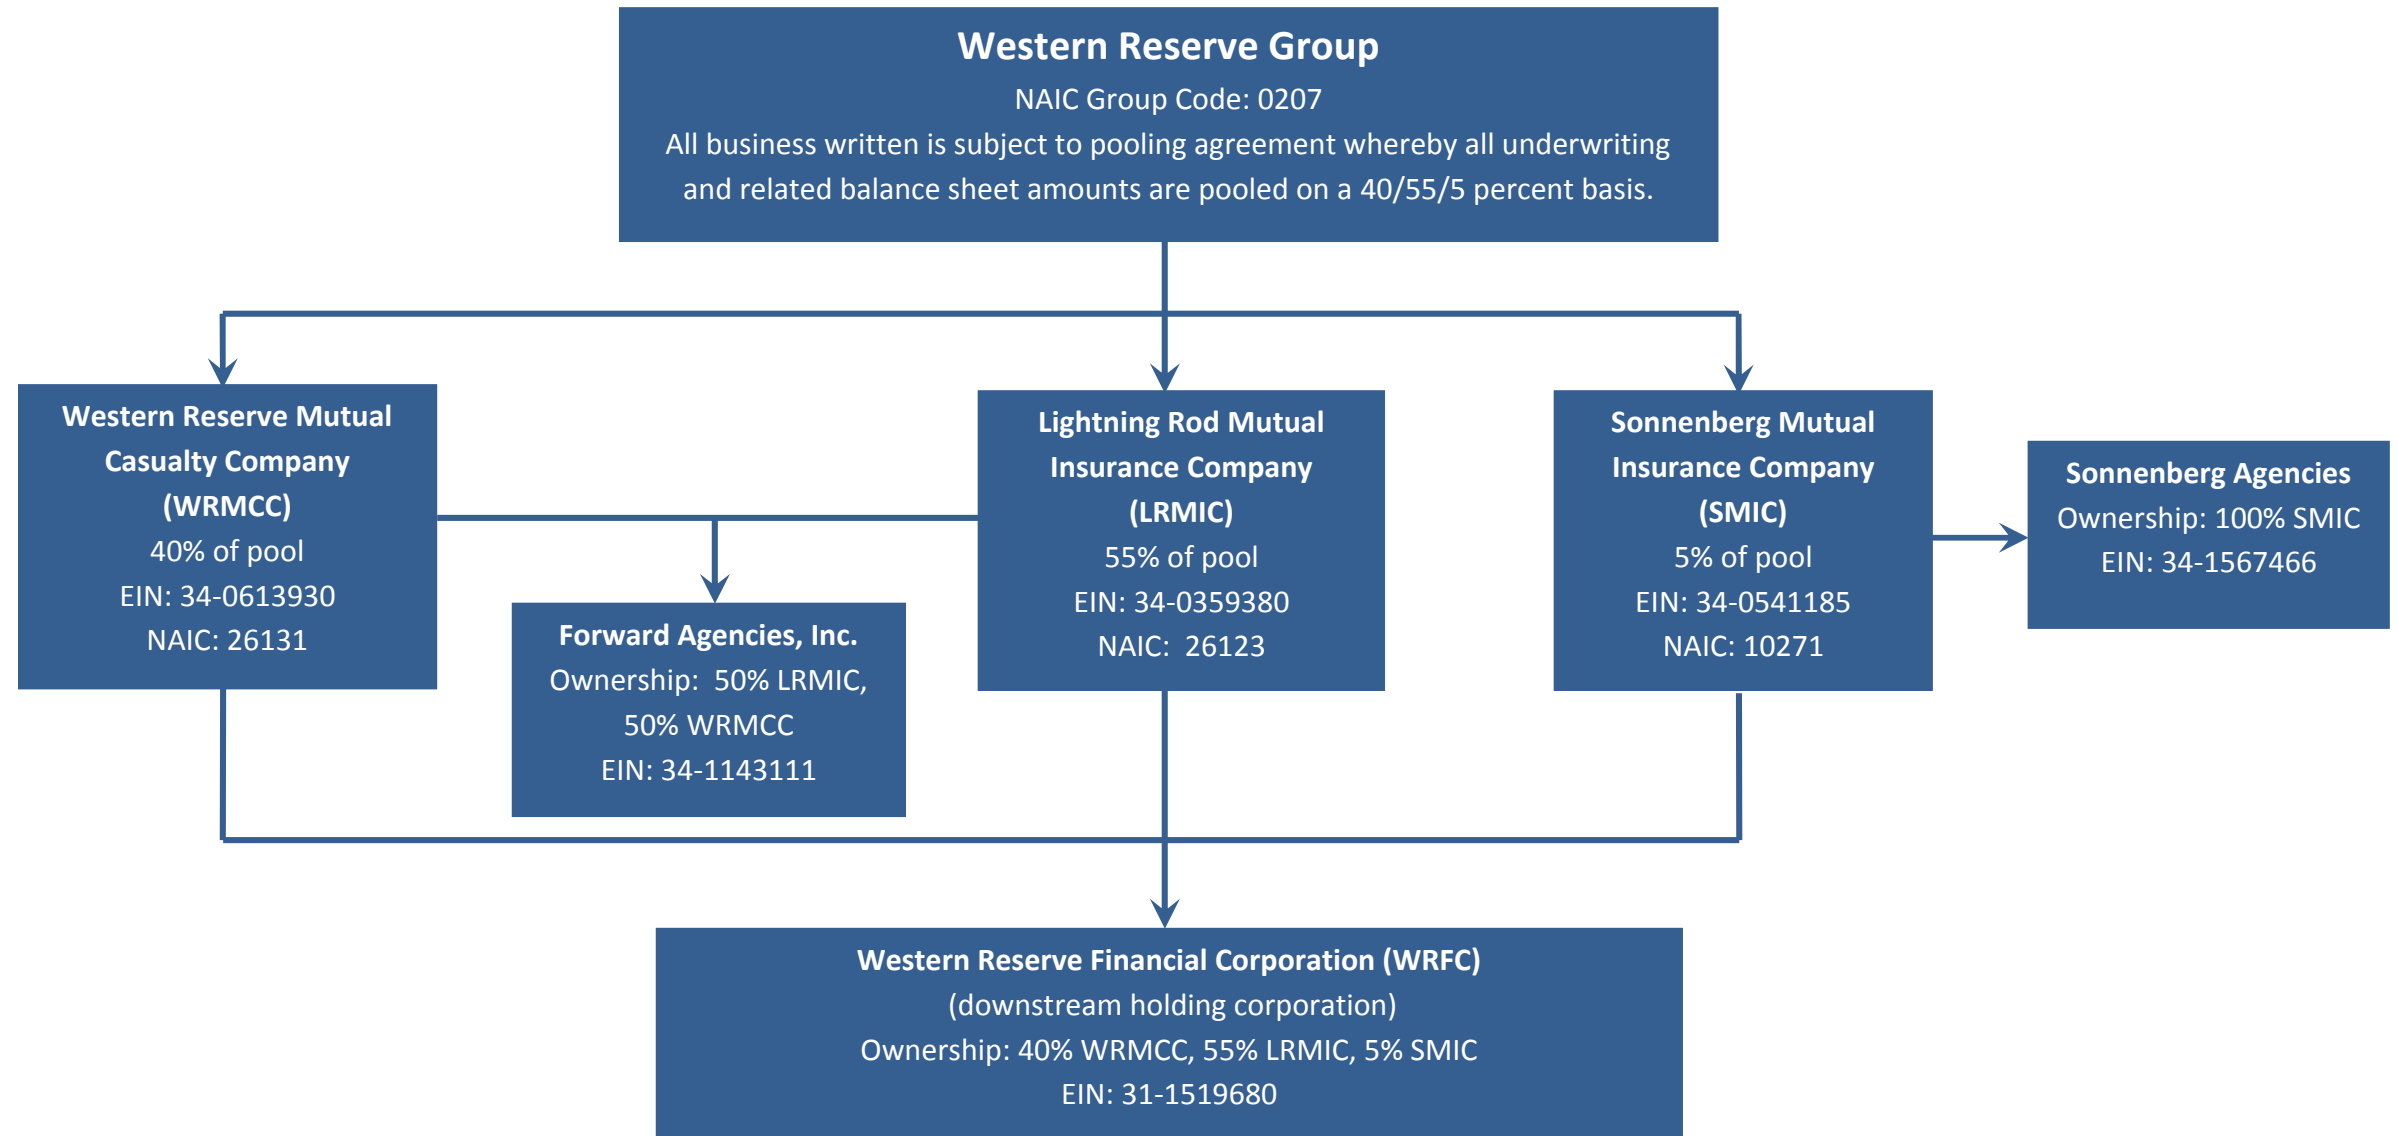 Western Reserve Group
NAIC Group Code: 0207
All business written is subject to pooling agreement whereby all underwriting
and related balance sheet amounts are pooled on a 40/55/5 percent basis.
Western Reserve Mutual
Casualty Company
(WRMCC)
40% of pool
EIN: 34-0613930
NAIC: 26131
Forward Agencies, Inc.
Ownership:  50% LRMIC,
50% WRMCC
EIN: 34-1143111
Lightning Rod Mutual
Insurance Company
(LRMIC)
55% of pool
EIN: 34-0359380
NAIC:  26123
Sonnenberg Mutual
Insurance Company
(SMIC)
5% of pool
EIN: 34-0541185
NAIC: 10271
Sonnenberg Agencies
Ownership: 100% SMIC
EIN: 34-1567466
Western Reserve Financial Corporation (WRFC)
(downstream holding corporation)
Ownership: 40% WRMCC, 55% LRMIC, 5% SMIC
EIN: 31-1519680